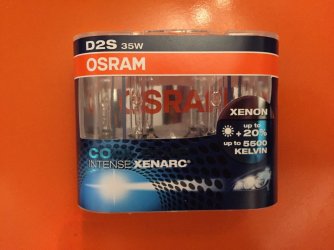 D2S 35W
OSRAM
OSRAM
XENON
up to
+20%
up to 5500
KELVIN
CO
INTENSE XENARC®